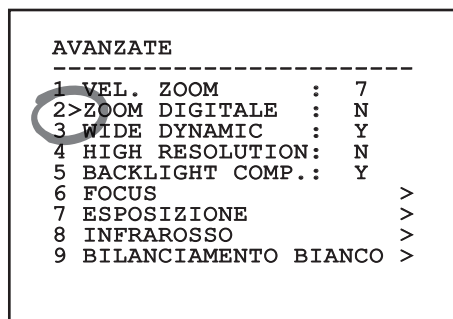 AVANZATE
-------------------------
1 VEL. ZOOM : 7
2>ZOOM DIGITALE : N
3 WIDE DYNAMIC : Y
4 HIGH RESOLUTION: N
5 BACKLIGHT COMP.: Y
6 FOCUS >
7 ESPOSIZIONE >
8 INFRAROSSO >
9 BILANCIAMENTO BIANCO >